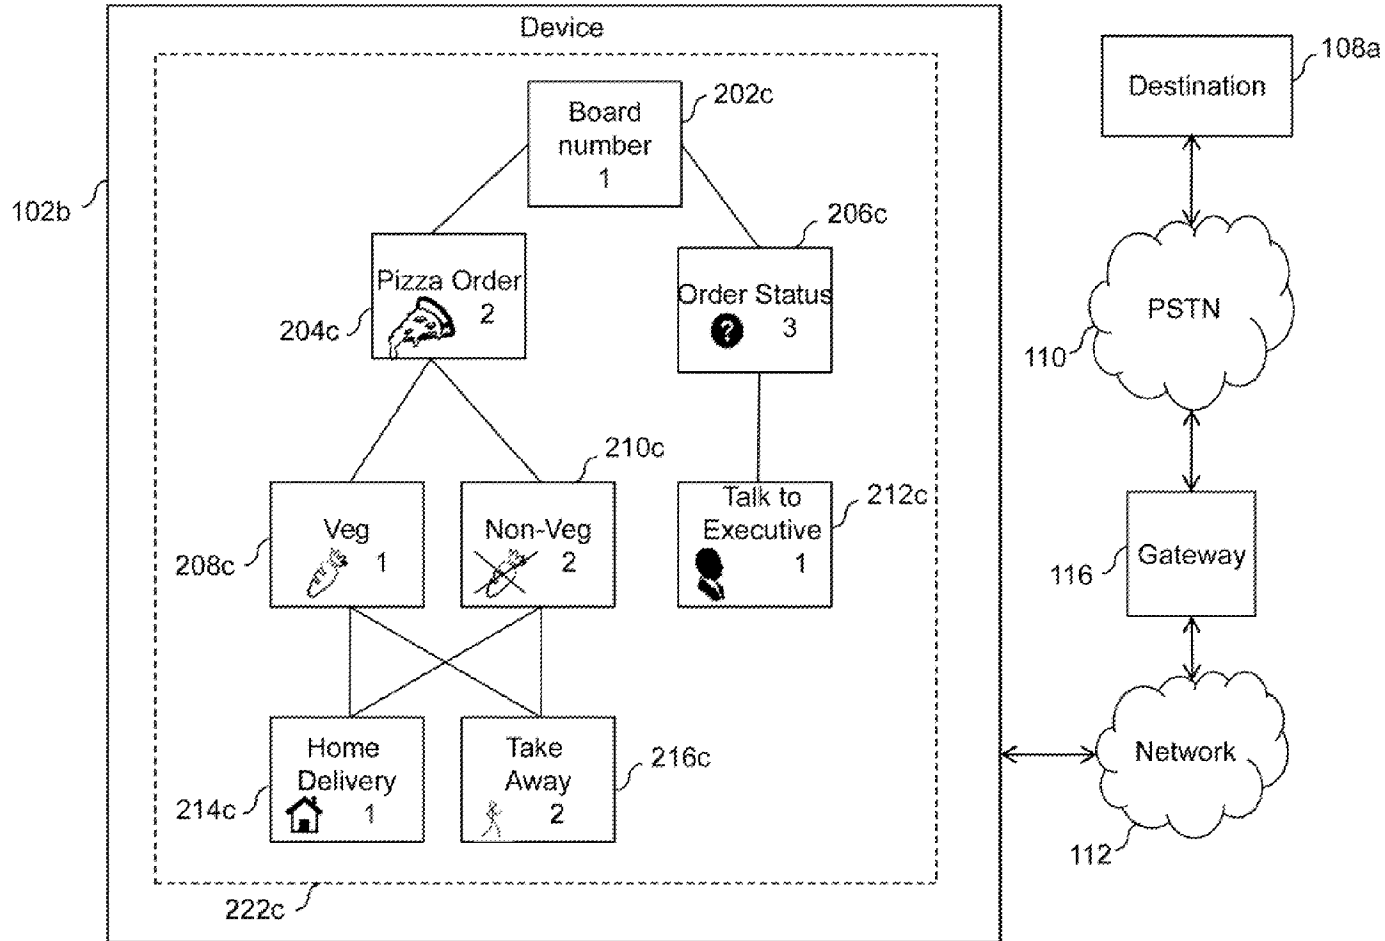 Device
108a
Destination
202c
Board
number
1
102b
206c
Pizza Order
2
204c
Order Status
?
3
PSTN
110
210c
Veg
1
208c
Non-Veg
2
Talk to
Executive
1
212c
Gateway
116
Home
Delivery
1
214c
Take
Away
2
216c
Network
112
222c